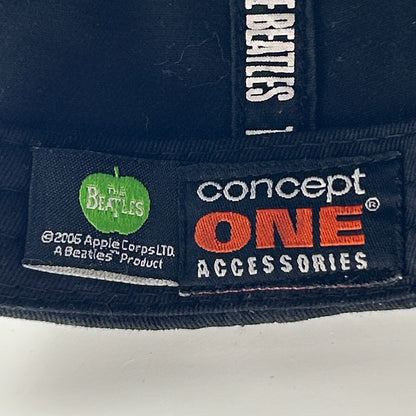 THE BEATLES
THE
BEATLES
©2006 Apple Corps LTD.
A Beatles™ Product
concept
ONE®
ACCESSORIES